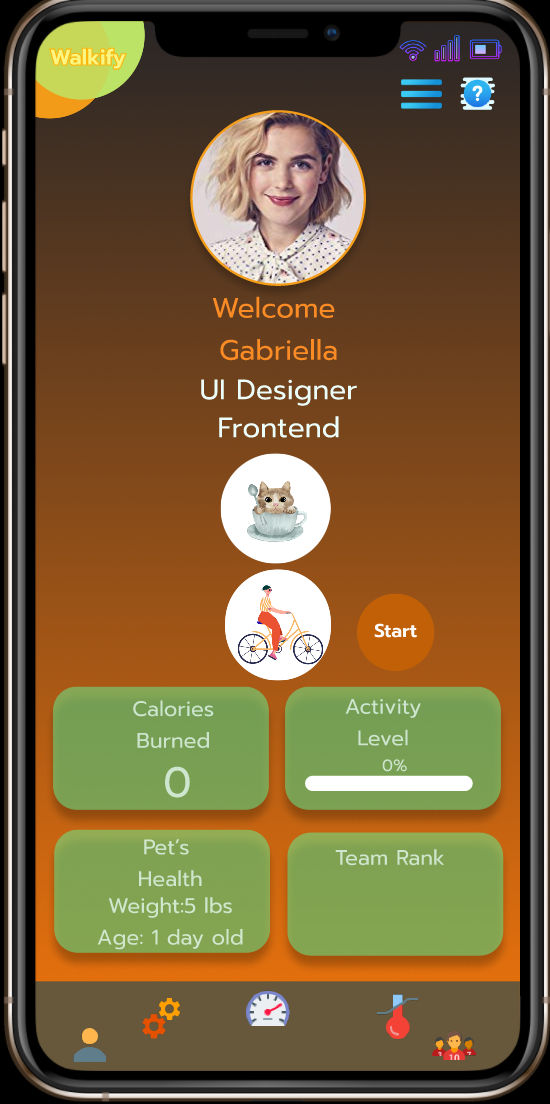 Walkify
?
Welcome
Gabriella
UI Designer
Frontend
Start
Calories
Burned
0
Activity
Level
0%
Pet's
Health
Weight:5 lbs
Age: 1 day old
Team Rank
10